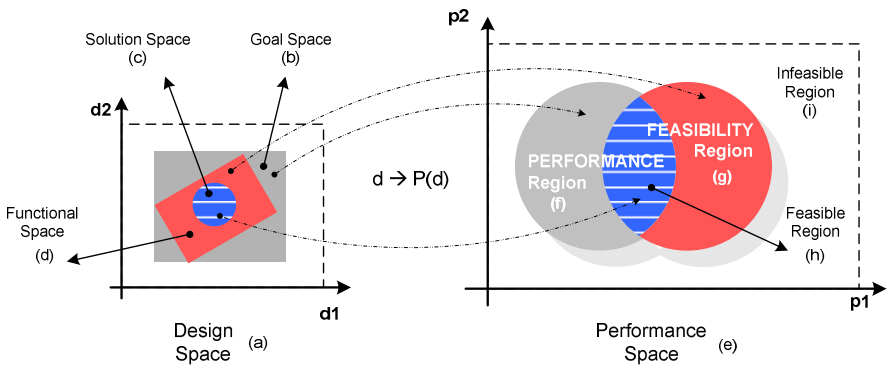 Solution Space
(c)
Goal Space
(b)
d2
Functional
Space
(d)
d1
Design
Space (a)
d → P(d)
p2
Infeasible
Region
(i)
FEASIBILITY
Region
(g)
PERFORMANCE
Region
(f)
Feasible
Region
(h)
p1
Performance
Space (e)